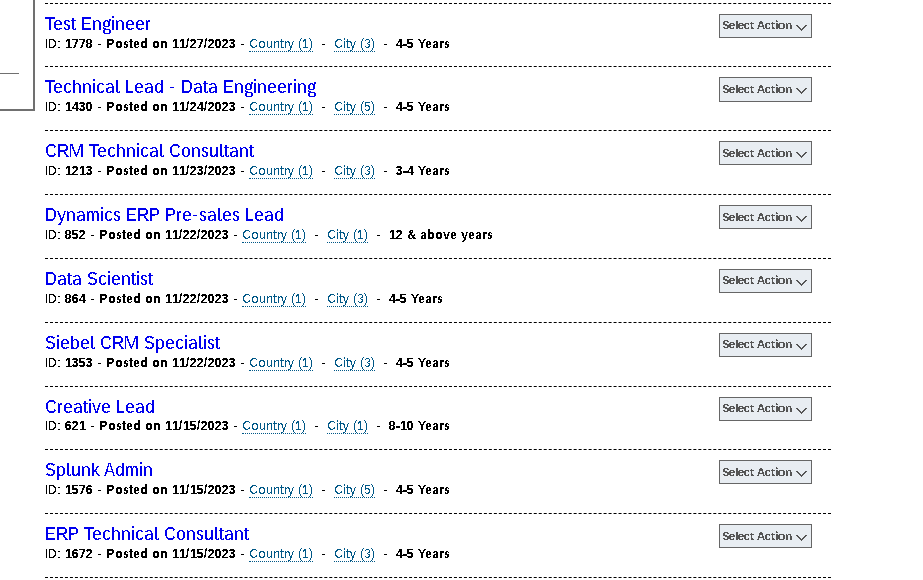 Test Engineer
Select Action
ID: 1778 - Posted on 11/27/2023 - Country (1) - City (3) - 4-5 Years
Technical Lead - Data Engineering
Select Action
ID: 1430 - Posted on 11/24/2023 - Country (1) - City (5) - 4-5 Years
CRM Technical Consultant
Select Action
ID: 1213 - Posted on 11/23/2023 - Country (1) - City (3) - 3-4 Years
Dynamics ERP Pre-sales Lead
Select Action
ID: 852 - Posted on 11/22/2023 - Country (1) - City (1) - 12 & above years
Data Scientist
Select Action
ID: 864 - Posted on 11/22/2023 - Country (1) - City (3) - 4-5 Years
Siebel CRM Specialist
Select Action
ID: 1353 - Posted on 11/22/2023 - Country (1) - City (3) - 4-5 Years
Creative Lead
Select Action
ID: 621 - Posted on 11/15/2023 - Country (1) - City (1) - 8-10 Years
Splunk Admin
Select Action
ID: 1576 - Posted on 11/15/2023 - Country (1) - City (5) - 4-5 Years
ERP Technical Consultant
Select Action
ID: 1672 - Posted on 11/15/2023 - Country (1) - City (3) - 4-5 Years